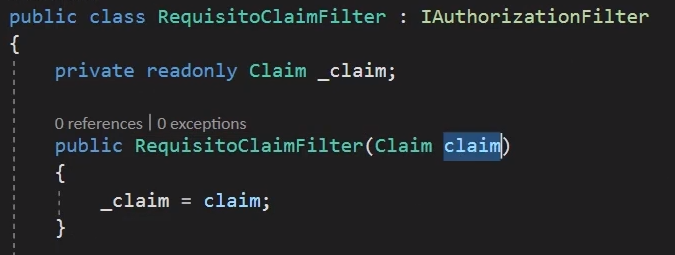 public class RequisitoClaimFilter : IAuthorizationFilter
{
private readonly Claim _claim;
0 references | 0 exceptions
public RequisitoClaimFilter(Claim claim)
{
_claim = claim;
}